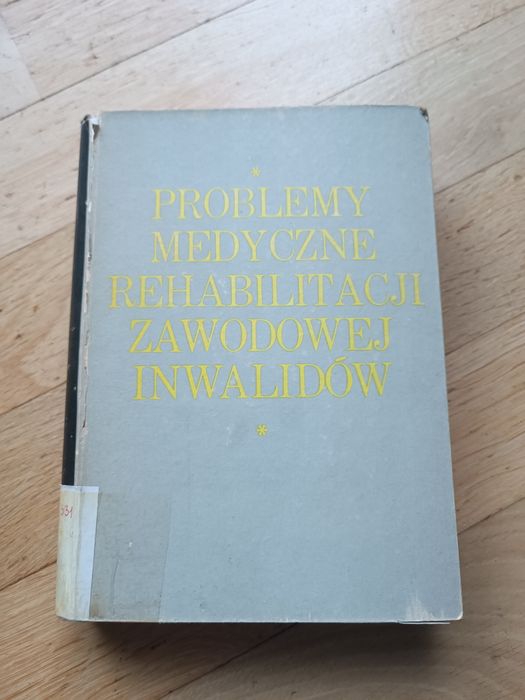 *
PROBLEMY
MEDYCZNE
REHABILITACJI
ZAWODOWEJ
INWALIDÓW
*